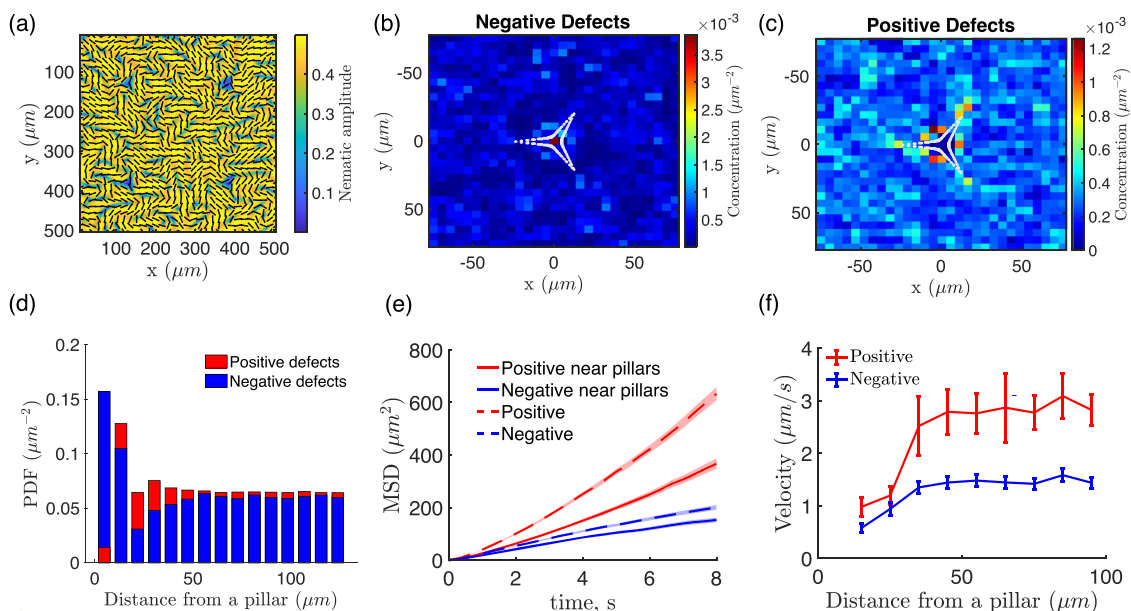 (a)
100
200
300
400
500
y (μm)
100 200 300 400 500
x (μm)
0.4
0.3
0.2
0.1
Nematic amplitude
(b)
Negative Defects
×10-3
-50
0
50
y (μm)
-50 0 50
x (μm)
3.5
3
2.5
2
1.5
1
0.5
Concentration (μm−2)
(c)
Positive Defects
×10-3
-50
0
50
y (μm)
-50 0 50
x (μm)
1.2
1
0.8
0.6
0.4
0.2
0
Concentration (μm−2)
(d)
0.2
0.15
0.1
0.05
0
PDF (μm−2)
Positive defects
Negative defects
0 50 100
Distance from a pillar (μm)
(e)
800
600
400
200
0
MSD (μm2)
Positive near pillars
Negative near pillars
Positive
Negative
0 2 4 6 8
time, s
(f)
4
3
2
1
0
Velocity (μm/s)
Positive
Negative
0 50 100
Distance from a pillar (μm)